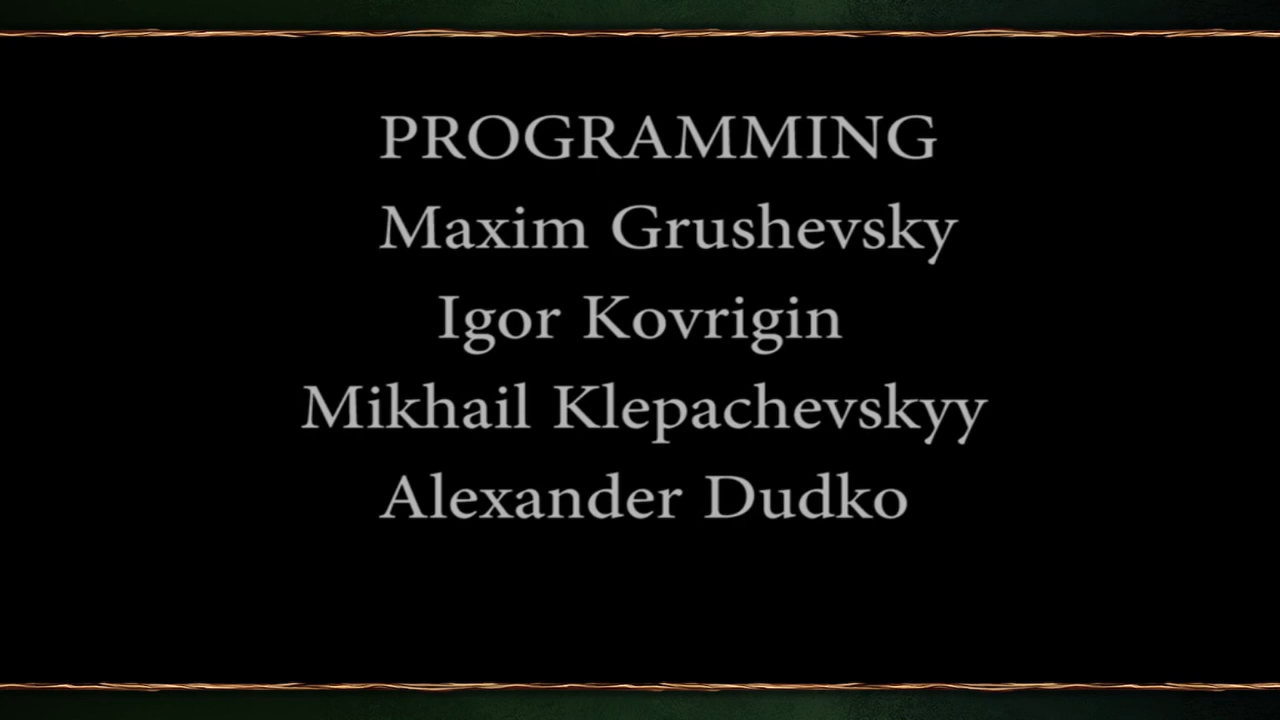 PROGRAMMING
Maxim Grushevsky
Igor Kovrigin
Mikhail Klepachevskyy
Alexander Dudko